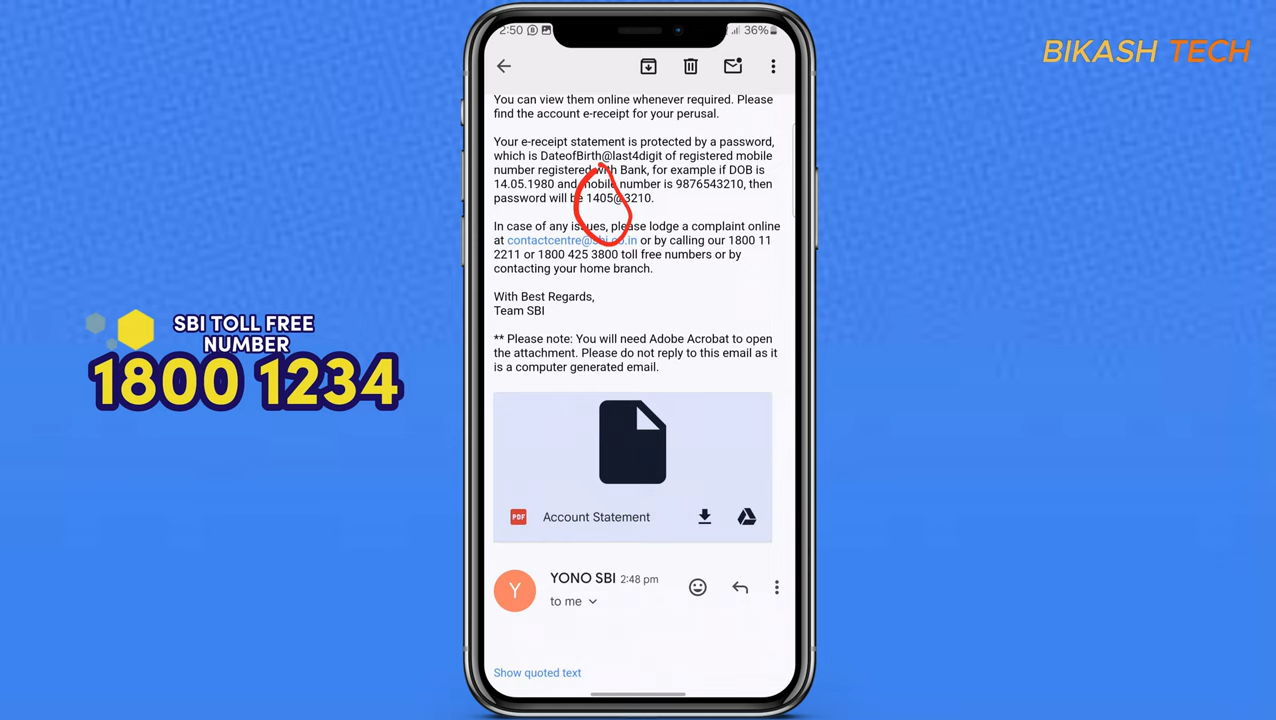 BIKASH TECH
SBI TOLL FREE
NUMBER
1800 1234
2:50
36%
You can view them online whenever required. Please
find the account e-receipt for your perusal.
Your e-receipt statement is protected by a password,
which is DateofBirth@last4digit of registered mobile
number registered with Bank, for example if DOB is
14.05.1980 and mobile number is 9876543210, then
password will be 1405@3210.
In case of any issues, please lodge a complaint online
at contactcentre@sbi.co.in or by calling our 1800 11
2211 or 1800 425 3800 toll free numbers or by
contacting your home branch.
With Best Regards,
Team SBI
** Please note: You will need Adobe Acrobat to open
the attachment. Please do not reply to this email as it
is a computer generated email.
PDF Account Statement
Y
YONO SBI 2:48 pm
to me
Show quoted text